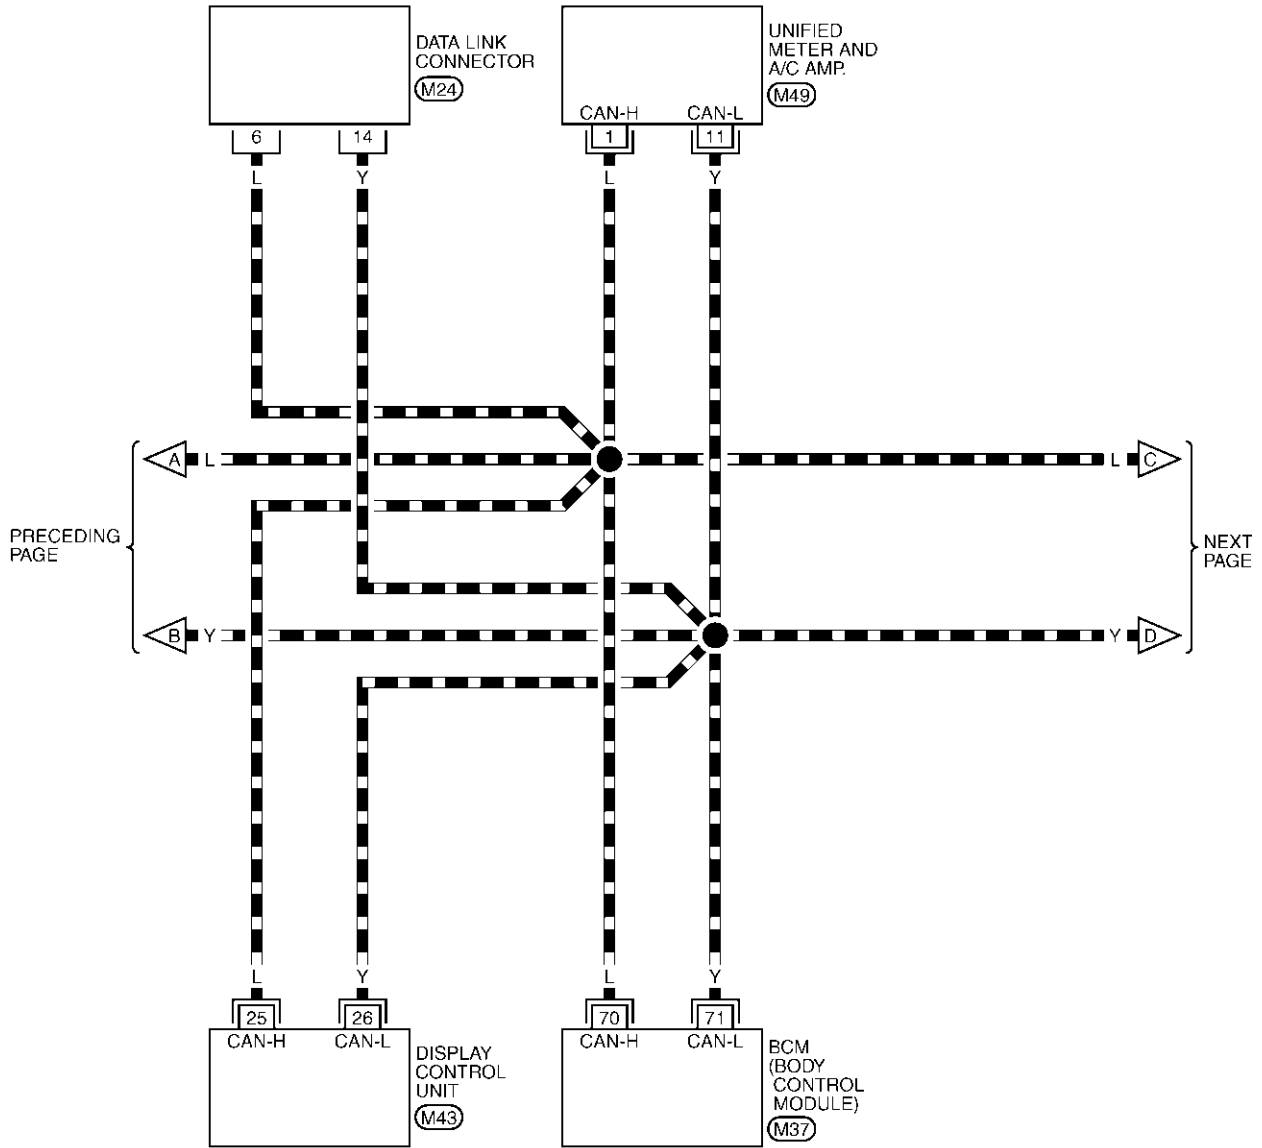 DATA LINK
CONNECTOR
M24
UNIFIED
METER AND
A/C AMP.
M49
CAN-H
CAN-L
6
14
1
11
L
Y
L
Y
A
L
L
C
PRECEDING
PAGE
NEXT
PAGE
B
Y
Y
D
L
Y
L
Y
25
26
70
71
CAN-H
CAN-L
CAN-H
CAN-L
DISPLAY
CONTROL
UNIT
M43
BCM
(BODY
CONTROL
MODULE)
M37